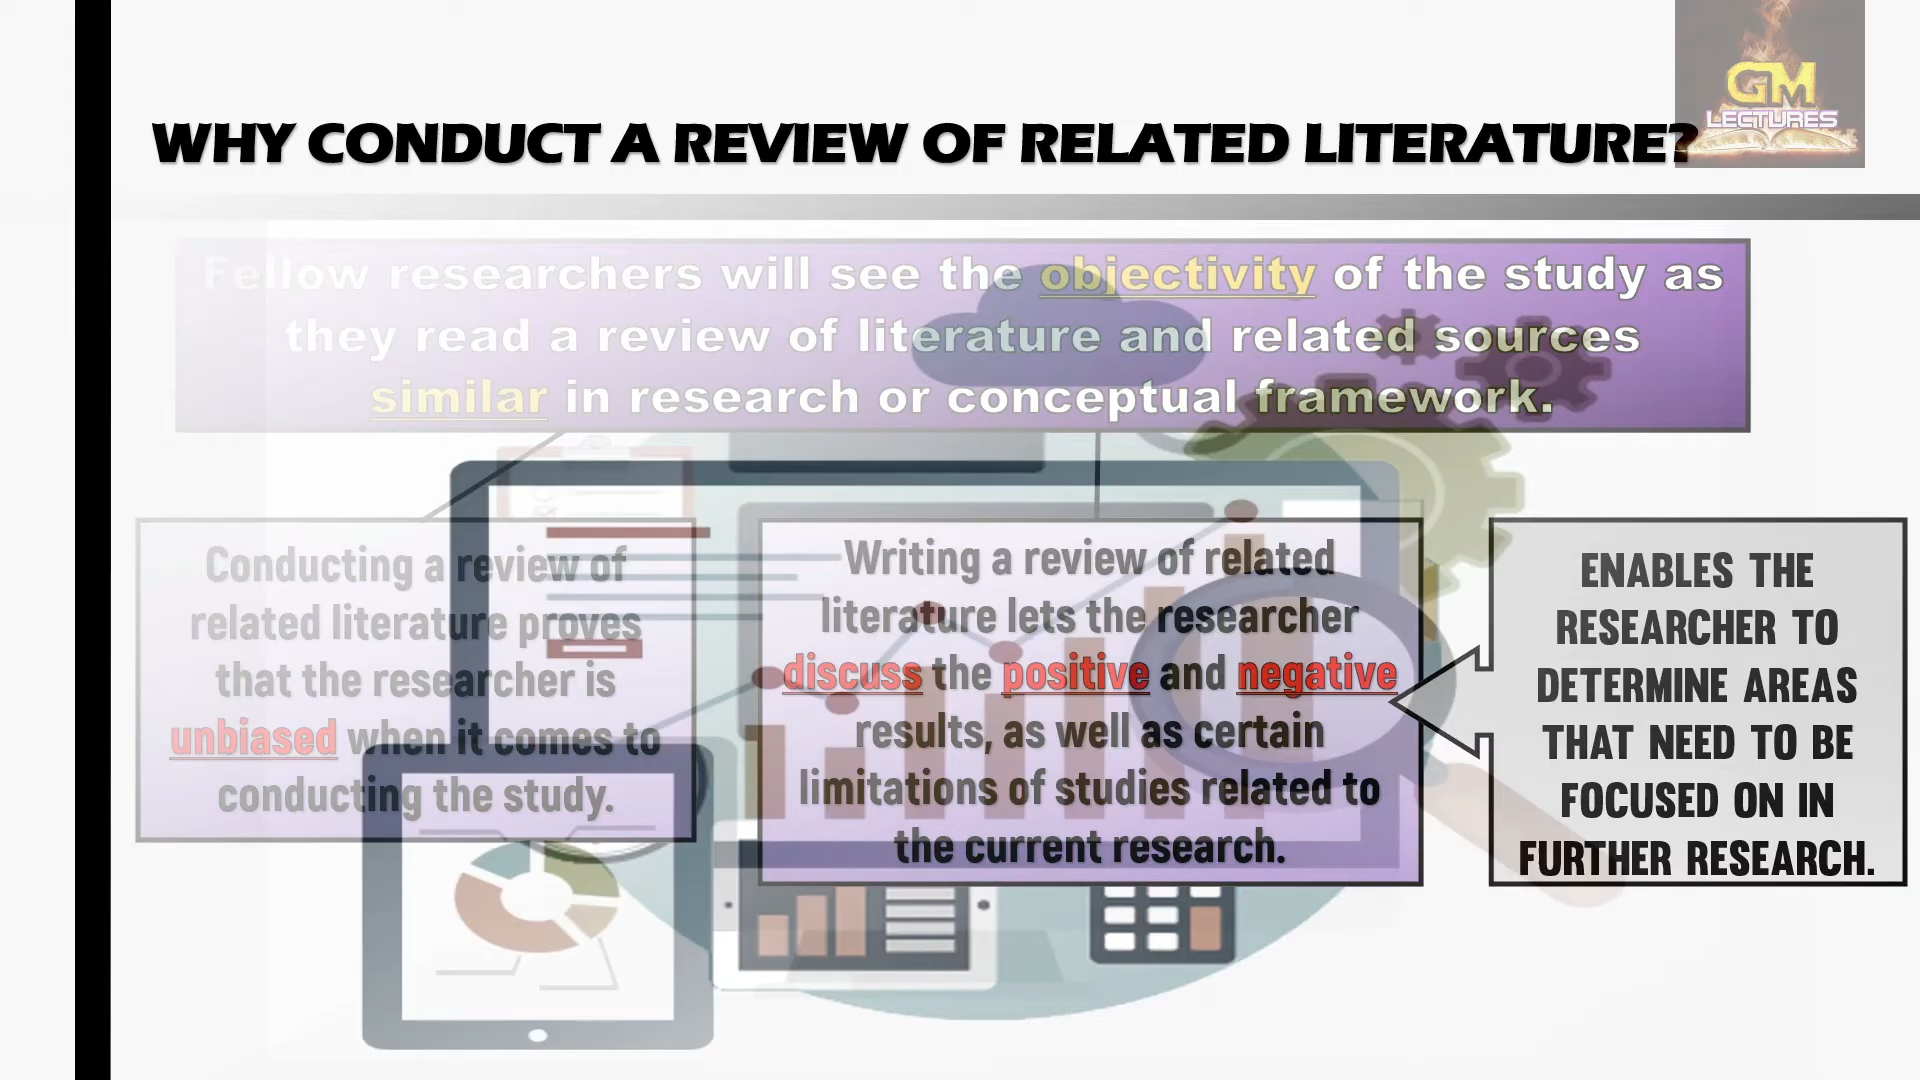 GM
LECTURES
WHY CONDUCT A REVIEW OF RELATED LITERATURE?
Fellow researchers will see the objectivity of the study as
they read a review of literature and related sources
similar in research or conceptual framework.
Conducting a review of
related literature proves
that the researcher is
unbiased when it comes to
conducting the study.
Writing a review of related
literature lets the researcher
discuss the positive and negative
results, as well as certain
limitations of studies related to
the current research.
ENABLES THE
RESEARCHER TO
DETERMINE AREAS
THAT NEED TO BE
FOCUSED ON IN
FURTHER RESEARCH.